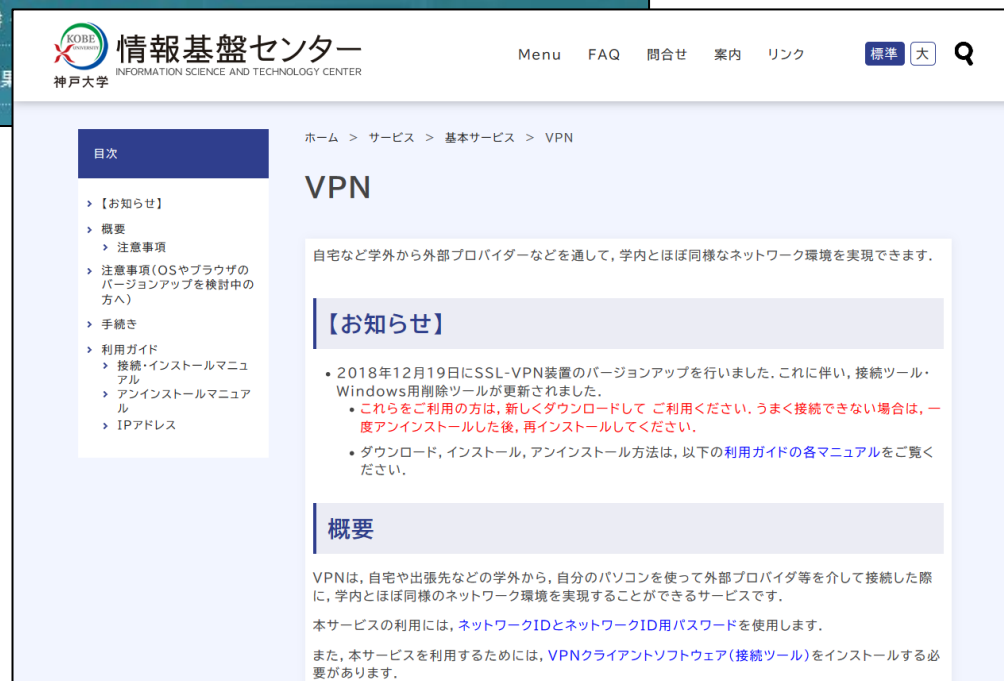 果
KOBE
UNIVERSITY
神戸大学
情報基盤センター
INFORMATION SCIENCE AND TECHNOLOGY CENTER
Menu FAQ 問合せ 案内 リンク 標準 大
目次
【お知らせ】
概要
注意事項
注意事項(OSやブラウザの
バージョンアップを検討中の
方へ)
手続き
利用ガイド
接続・インストールマニュ
アル
アンインストールマニュア
ル
IPアドレス
ホーム > サービス > 基本サービス > VPN
VPN
自宅など学外から外部プロバイダーなどを通して,学内とほぼ同様なネットワーク環境を実現できます.
【お知らせ】
• 2018年12月19日にSSL-VPN装置のバージョンアップを行いました.これに伴い,接続ツール・
Windows用削除ツールが更新されました.
• これらをご利用の方は,新しくダウンロードして ご利用ください.うまく接続できない場合は,一
度アンインストールした後,再インストールしてください.
• ダウンロード,インストール,アンインストール方法は,以下の利用ガイドの各マニュアルをご覧く
ださい.
概要
VPNは,自宅や出張先などの学外から,自分のパソコンを使って外部プロバイダ等を介して接続した際
に,学内とほぼ同様のネットワーク環境を実現することができるサービスです.
本サービスの利用には,ネットワークIDとネットワークID用パスワードを使用します.
また,本サービスを利用するためには,VPNクライアントソフトウェア(接続ツール)をインストールする必
要があります.